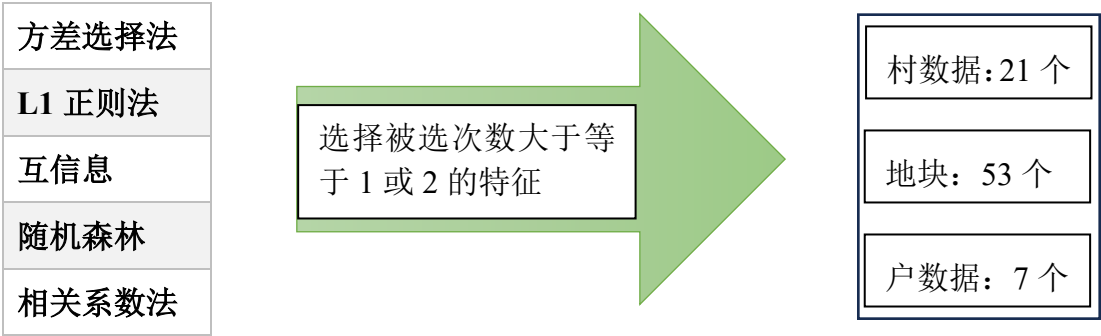 方差选择法
L1 正则法
互信息
随机森林
相关系数法
选择被选次数大于等
于 1 或 2 的特征
村数据：21 个
地块：53 个
户数据：7 个